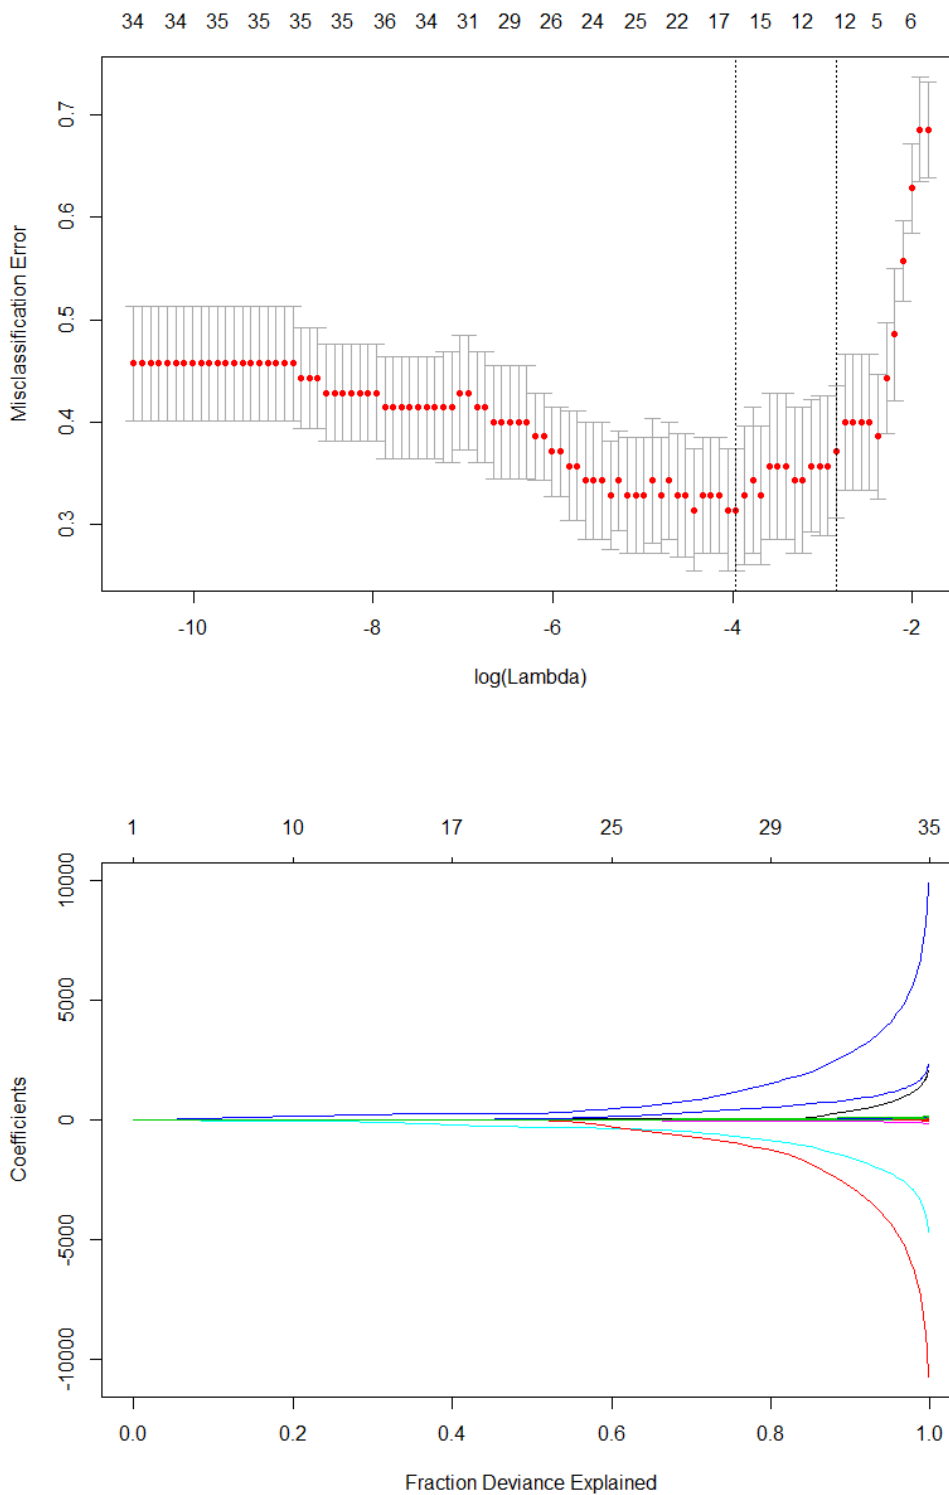 34 34 35 35 35 35 36 34 31 29 26 24 25 22 17 15 12 12 5 6
0.7
0.6
0.5
0.4
0.3
Misclassification Error
-10 -8 -6 -4 -2
log(Lambda)
1 10 17 25 29 35
10000
5000
0
-5000
-10000
Coefficients
0.0 0.2 0.4 0.6 0.8 1.0
Fraction Deviance Explained